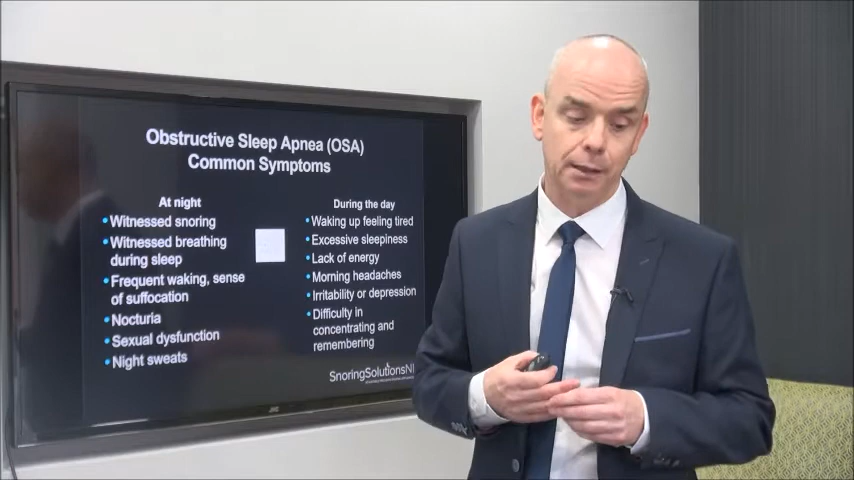 Obstructive Sleep Apnea (OSA)
Common Symptoms
At night
• Witnessed snoring
• Witnessed breathing
during sleep
• Frequent waking, sense
of suffocation
• Nocturia
• Sexual dysfunction
• Night sweats
During the day
• Waking up feeling tired
• Excessive sleepiness
• Lack of energy
• Morning headaches
• Irritability or depression
• Difficulty in
concentrating and
remembering
SnoringSolutionsNI
JVC